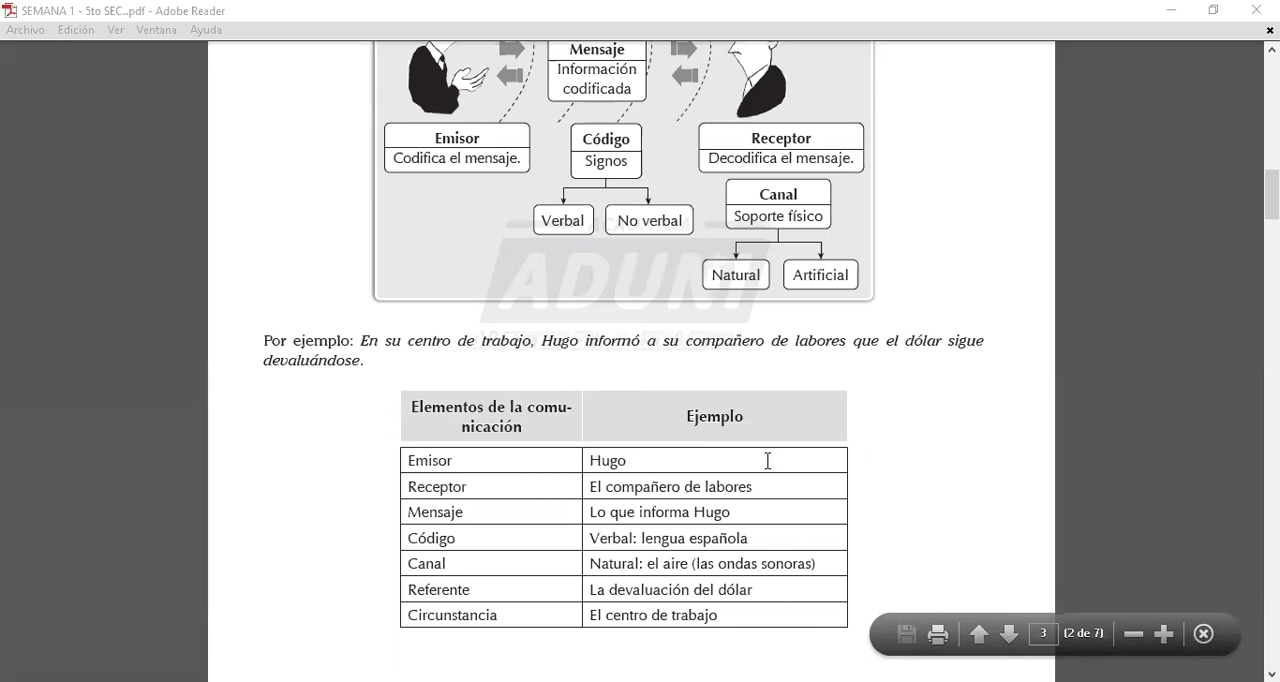 SEMANA 1 - 5to SEC..pdf - Adobe Reader
Archivo Edición Ver Ventana Ayuda
Mensaje
Información
codificada
Emisor
Codifica el mensaje.
Código
Signos
Receptor
Decodifica el mensaje.
Canal
Soporte físico
Verbal
No verbal
Natural
Artificial
ADUNI
Por ejemplo: En su centro de trabajo, Hugo informó a su compañero de labores que el dólar sigue
devaluándose.
Elementos de la comu-
nicación
Ejemplo
Emisor Hugo
Receptor El compañero de labores
Mensaje Lo que informa Hugo
Código Verbal: lengua española
Canal Natural: el aire (las ondas sonoras)
Referente La devaluación del dólar
Circunstancia El centro de trabajo
3 (2 de 7)